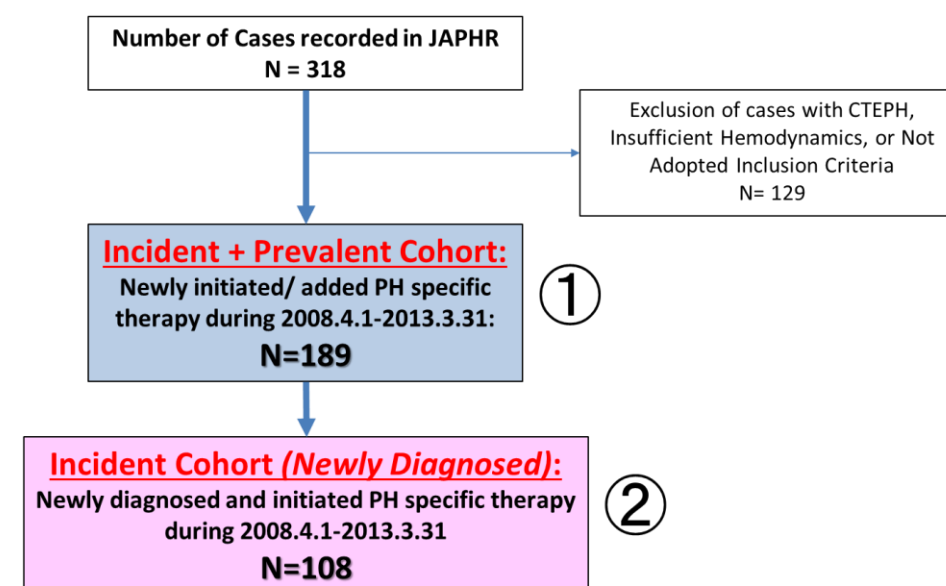 Number of Cases recorded in JAPHR
N = 318
Exclusion of cases with CTEPH,
Insufficient Hemodynamics, or Not
Adopted Inclusion Criteria
N= 129
Incident + Prevalent Cohort:
Newly initiated/ added PH specific
therapy during 2008.4.1-2013.3.31:
N=189
①
Incident Cohort (Newly Diagnosed):
Newly diagnosed and initiated PH specific therapy
during 2008.4.1-2013.3.31
N=108
②